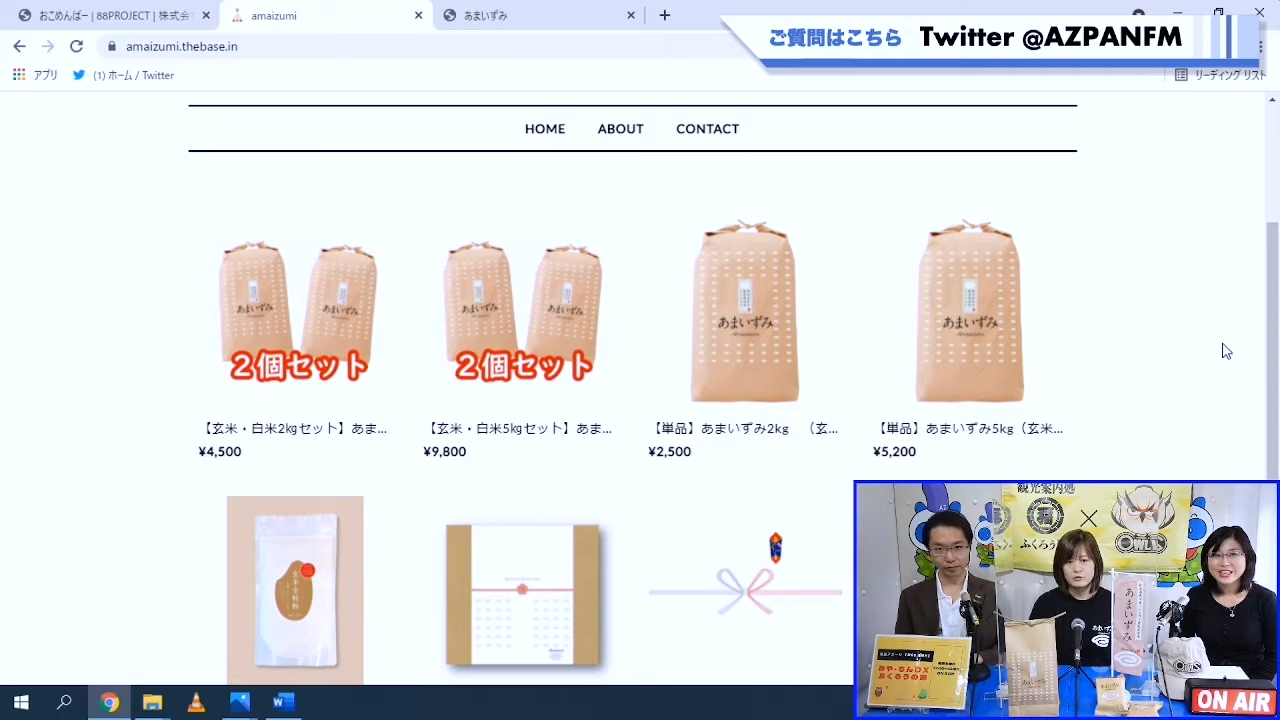 おこめんばー | 88PROJECT | 株式会
amaizumi
あまいずみ
amaizumi.thebase.in
ご質問はこちら Twitter @AZPANFM
アプリ
(1) ホーム / Twitter
リーディング リスト
HOME
ABOUT
CONTACT
あまいずみ
あまいずみ
2個セット
あまいずみ
あまいずみ
2個セット
あまいずみ
あまいずみ
【玄米・白米2㎏セット】あま...
¥4,500
【玄米・白米5㎏セット】あま...
¥9,800
【単品】あまいずみ2kg （玄...
¥2,500
【単品】あまいずみ5kg（玄米...
¥5,200
観光案内処
ふくろう
×
OWL
あまいずみ
ON AIR